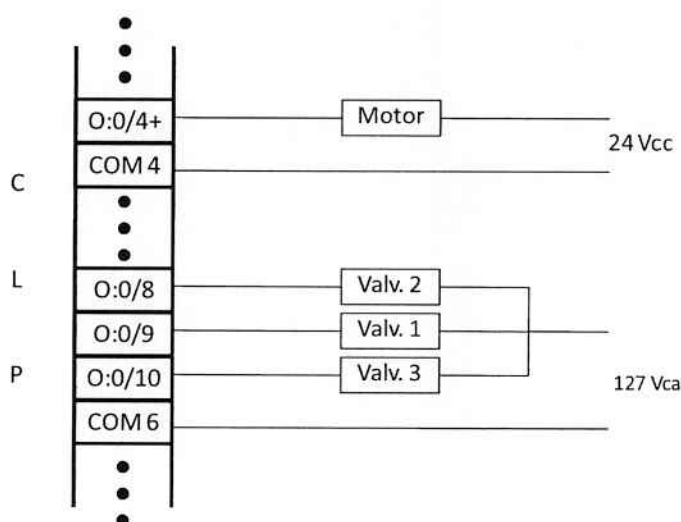 O:0/4+ Motor
24 Vcc
COM 4
C
L
O:0/8 Valv. 2
O:0/9 Valv. 1
P
O:0/10 Valv. 3
127 Vca
COM 6